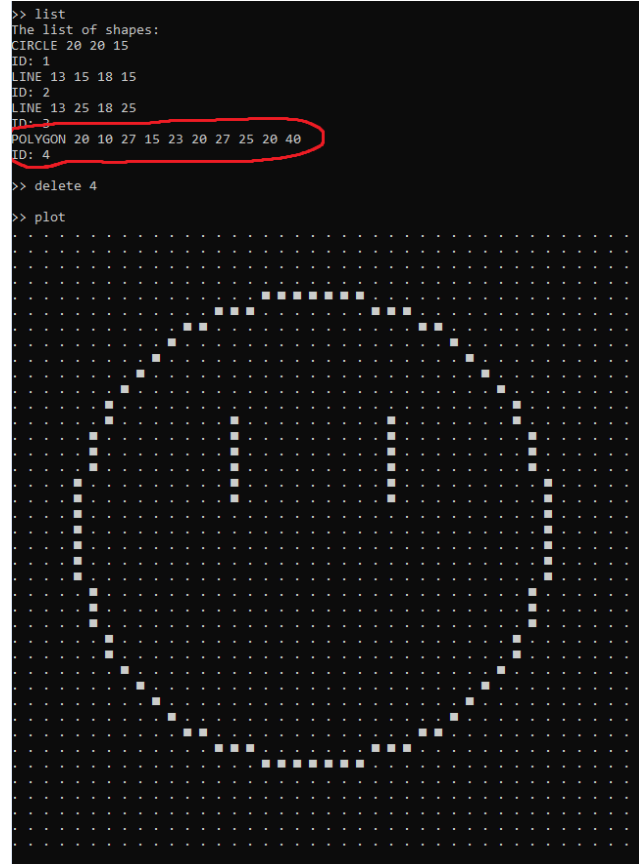 >> list
The list of shapes:
CIRCLE 20 20 15
ID: 1
LINE 13 15 18 15
ID: 2
LINE 13 25 18 25
ID: 3
POLYGON 20 10 27 15 23 20 27 25 20 40
ID: 4
>> delete 4
>> plot